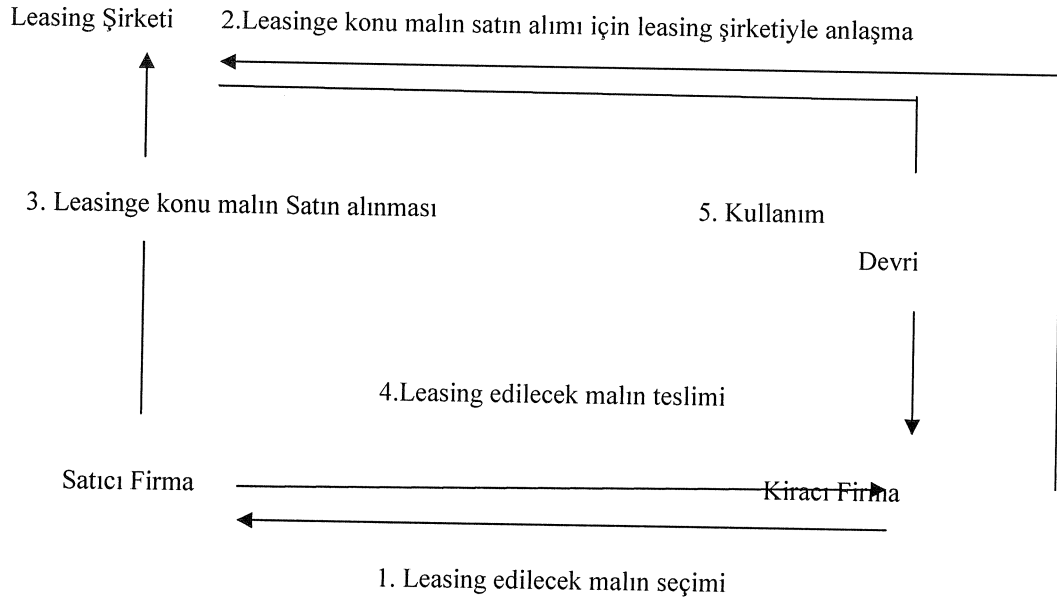 Leasing Şirketi
2.Leasinge konu malın satın alımı için leasing şirketiyle anlaşma
3. Leasinge konu malın Satın alınması
5. Kullanım
Devri
4.Leasing edilecek malın teslimi
Satıcı Firma
Kiracı Firma
1. Leasing edilecek malın seçimi